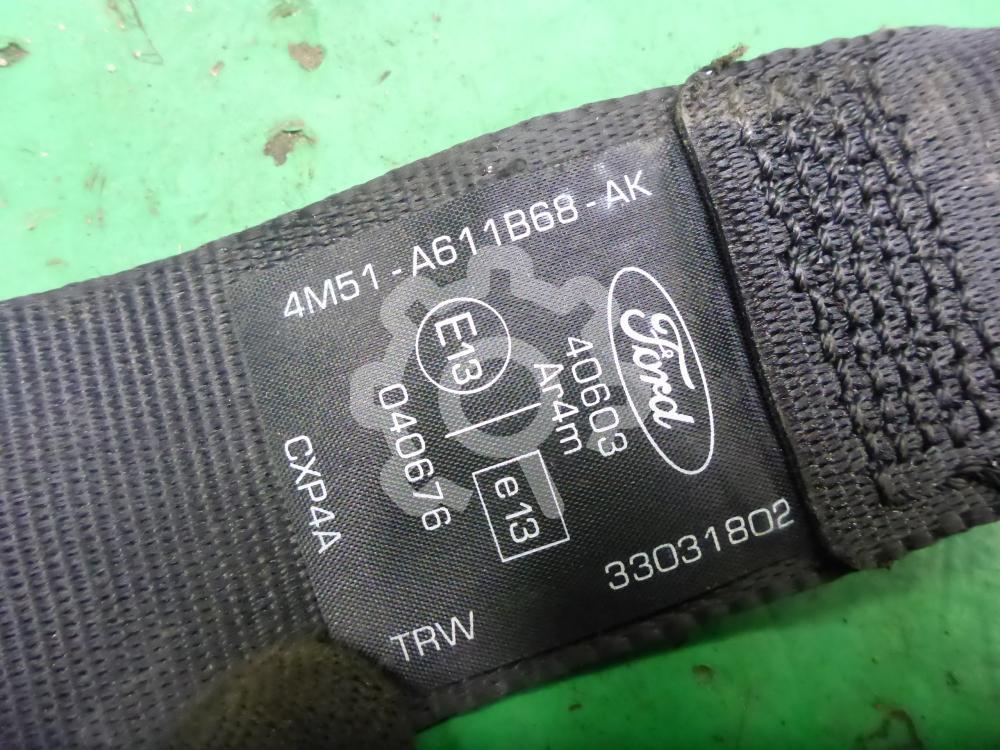 4M51-A611B68-AK
Ford
40603
Ar4m
E13
e13
040676
CXP4A
33031802
TRW